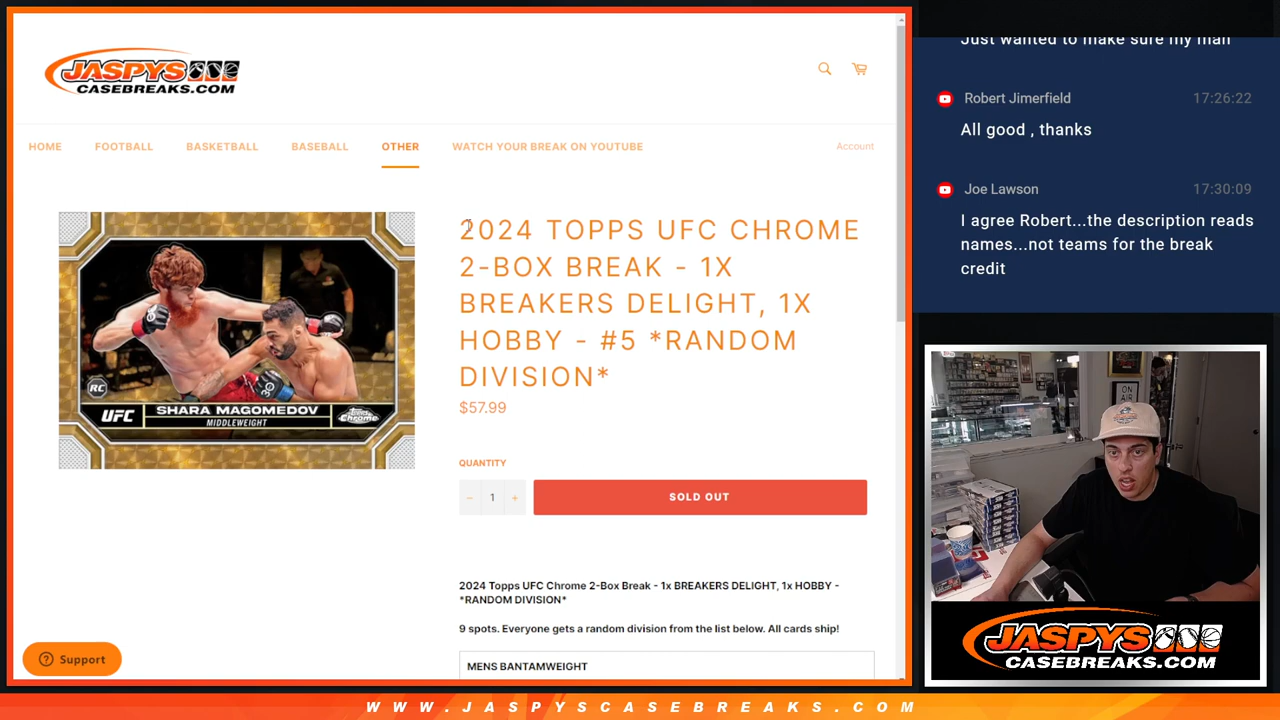 JASPYS
CASEBREAKS.COM
HOME
FOOTBALL
BASKETBALL
BASEBALL
OTHER
WATCH YOUR BREAK ON YOUTUBE
Account
RC
UFC
SHARA MAGOMEDOV
MIDDLEWEIGHT
Topps
Chrome
2024 TOPPS UFC CHROME
2-BOX BREAK - 1X
BREAKERS DELIGHT, 1X
HOBBY - #5 *RANDOM
DIVISION*
$57.99
QUANTITY
− 1 +
SOLD OUT
2024 Topps UFC Chrome 2-Box Break - 1x BREAKERS DELIGHT, 1x HOBBY -
*RANDOM DIVISION*
9 spots. Everyone gets a random division from the list below. All cards ship!
MENS BANTAMWEIGHT
Support
Just wanted to make sure my man
Robert Jimerfield 17:26:22
All good , thanks
Joe Lawson 17:30:09
I agree Robert...the description reads
names...not teams for the break
credit
ON
AIR
JASPYS
CASEBREAKS.COM
WWW.JASPYSCASEBREAKS.COM